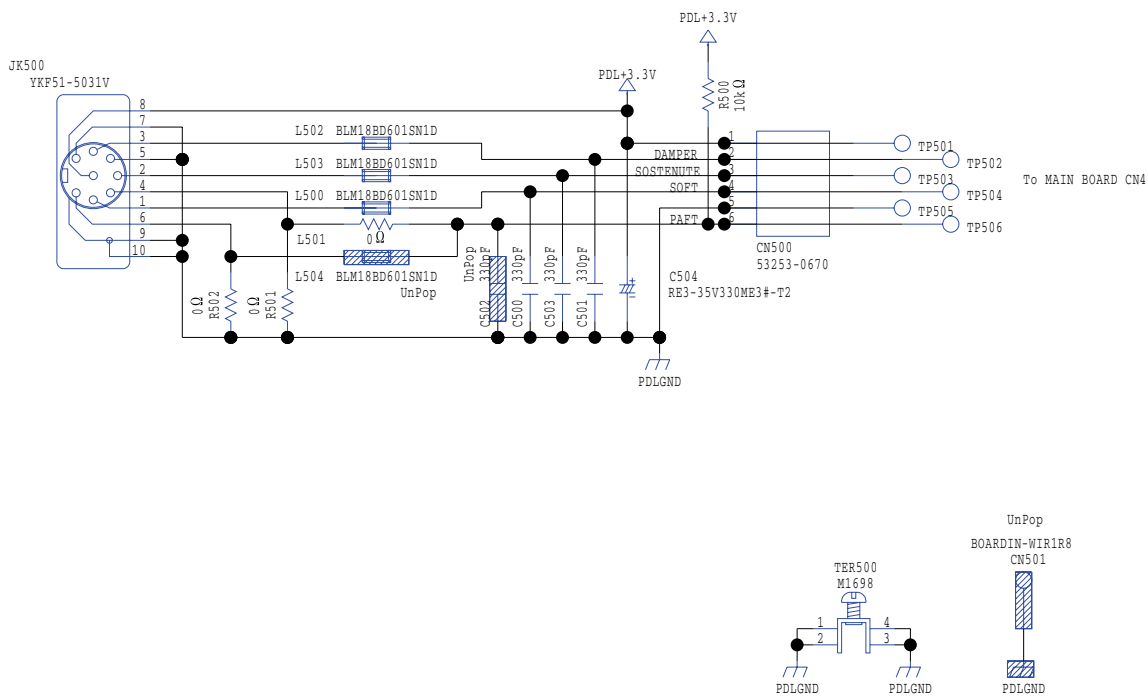 PDL+3.3V
JK500
YKF51-5031V
PDL+3.3V
R500
10kΩ
8
7
3
5
2
4
1
6
9
10
L502 BLM18BD601SN1D
L503 BLM18BD601SN1D
L500 BLM18BD601SN1D
L501 0Ω
L504 BLM18BD601SN1D
UnPop
DAMPER
SOSTENUTE
SOFT
PAFT
1
2
3
4
5
6
TP501
TP502
TP503
TP504
TP505
TP506
To MAIN BOARD CN4
CN500
53253-0670
0Ω
R502
0Ω
R501
UnPop
330pF
C502
330pF
C500
330pF
C503
330pF
C501
C504
RE3-35V330ME3#-T2
PDLGND
UnPop
BOARDIN-WIR1R8
CN501
TER500
M1698
1
2
4
3
PDLGND
PDLGND
PDLGND